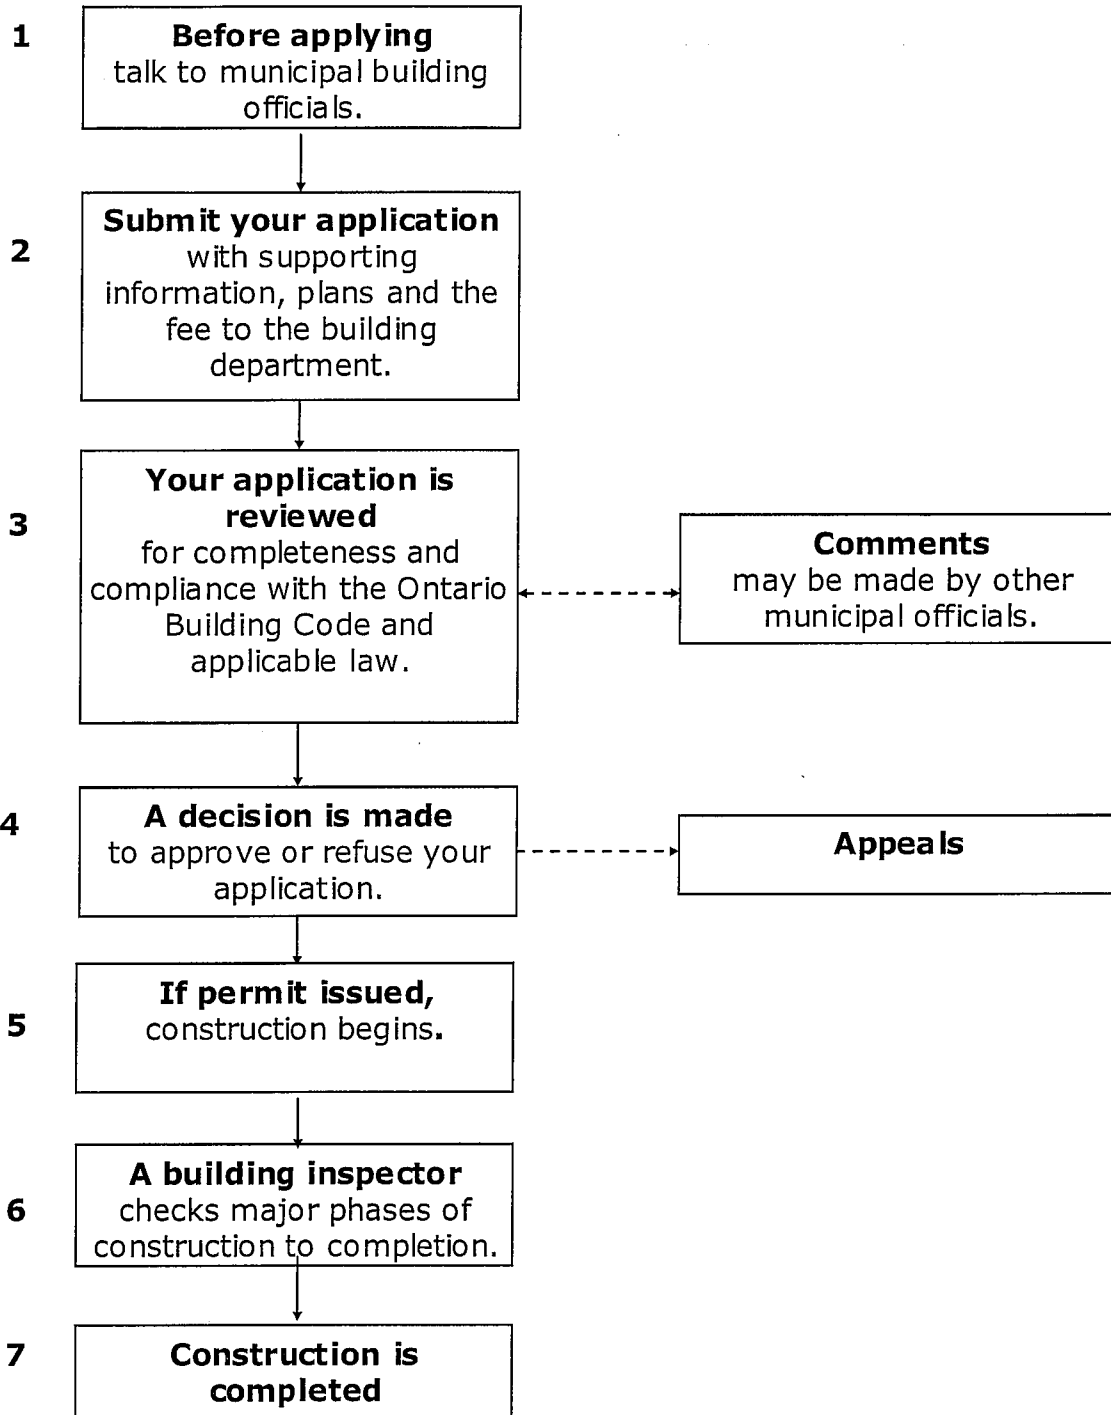 1
Before applying
talk to municipal building
officials.
2
Submit your application
with supporting
information, plans and the
fee to the building
department.
3
Your application is
reviewed
for completeness and
compliance with the Ontario
Building Code and
applicable law.
Comments
may be made by other
municipal officials.
4
A decision is made
to approve or refuse your
application.
Appeals
5
If permit issued,
construction begins.
6
A building inspector
checks major phases of
construction to completion.
7
Construction is
completed